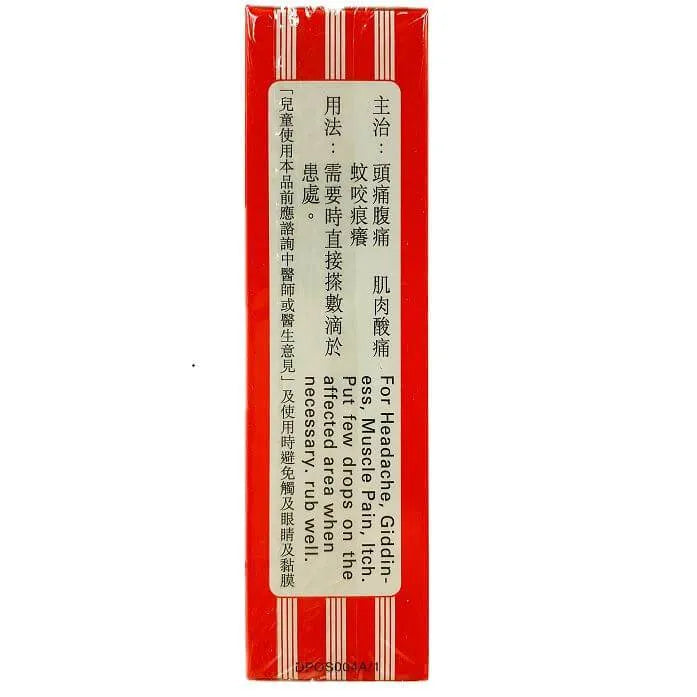 主治：頭痛腹痛　肌肉酸痛
蚊咬痕癢
用法：需要時直接搽數滴於
患處。
「兒童使用本品前應諮詢中醫師或醫生意見」及使用時避免觸及眼睛及黏膜
For Headache, Giddin-
ess, Muscle Pain, Itch.
Put few drops on the
affected area when
necessary. rub well.
DPOS004A/1